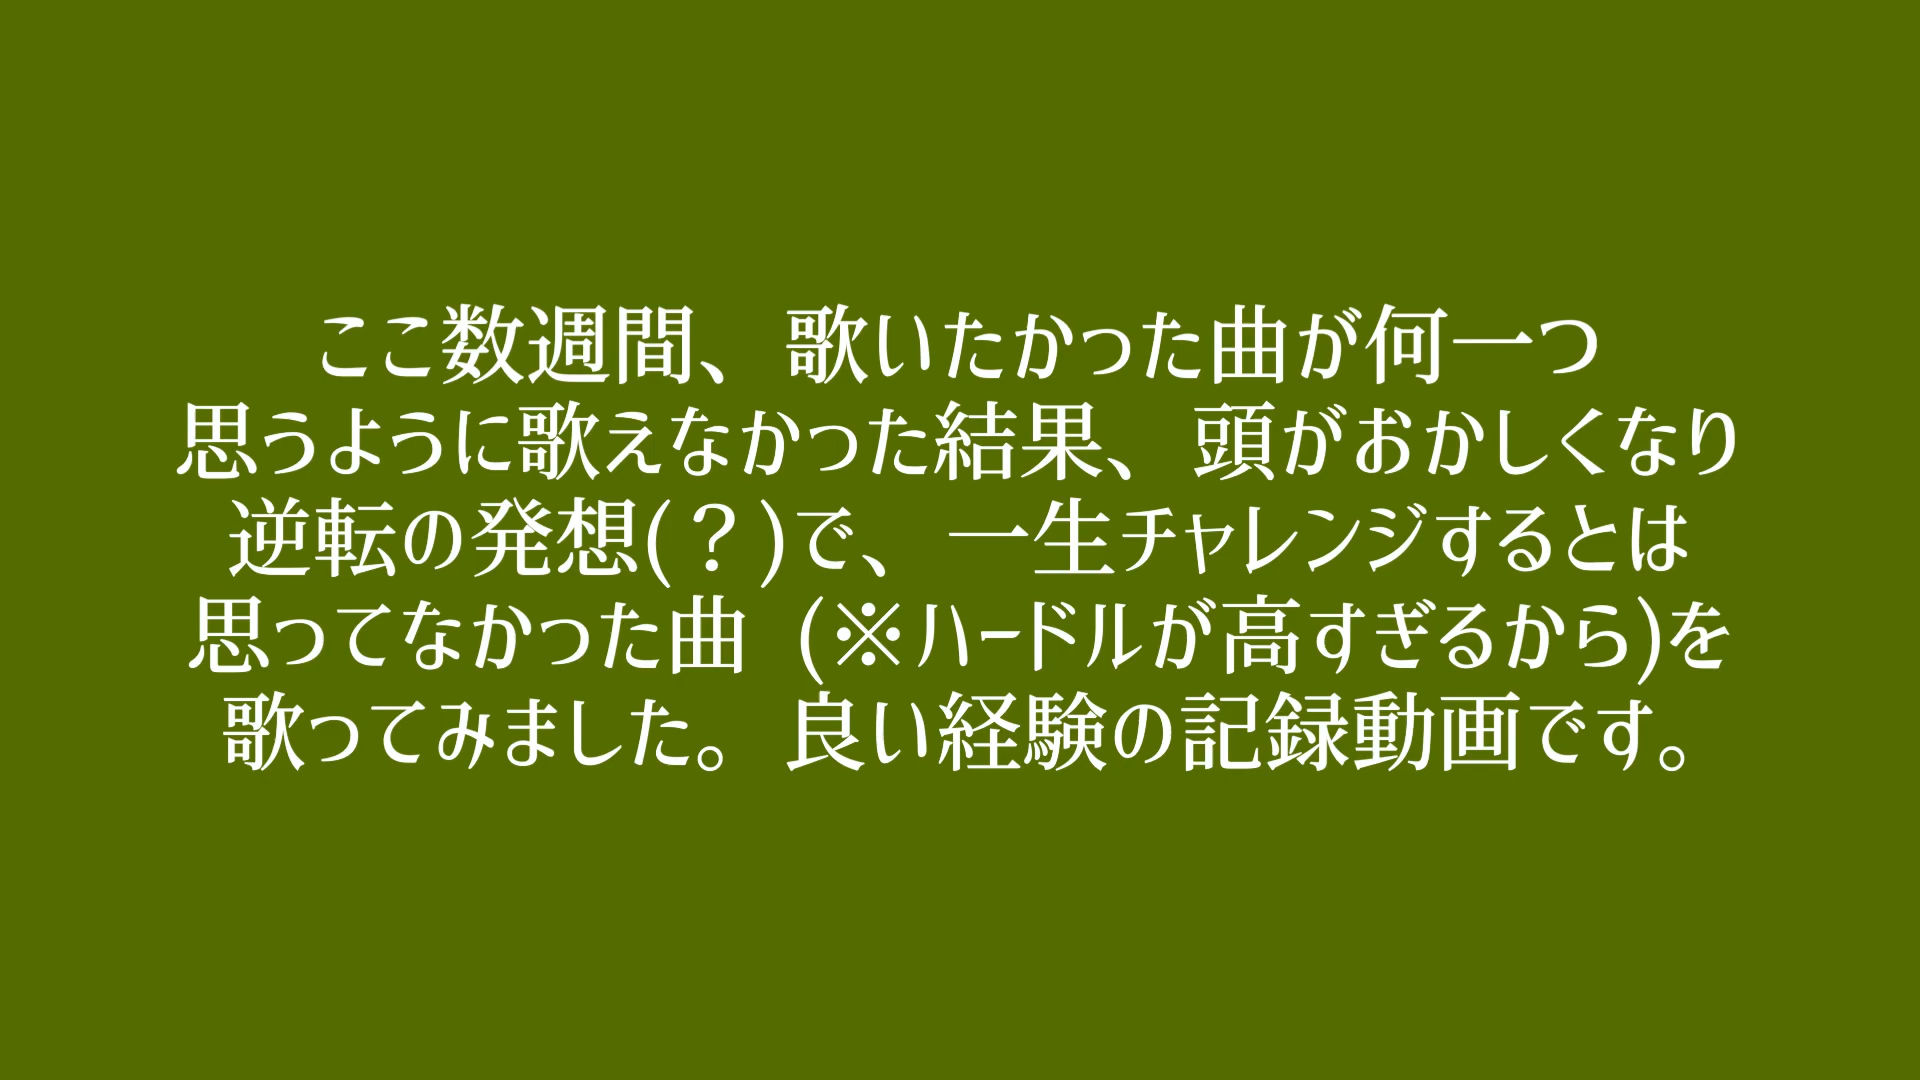 ここ数週間、歌いたかった曲が何一つ
思うように歌えなかった結果、頭がおかしくなり
逆転の発想(？)で、一生チャレンジするとは
思ってなかった曲 (※ハードルが高すぎるから)を
歌ってみました。良い経験の記録動画です。